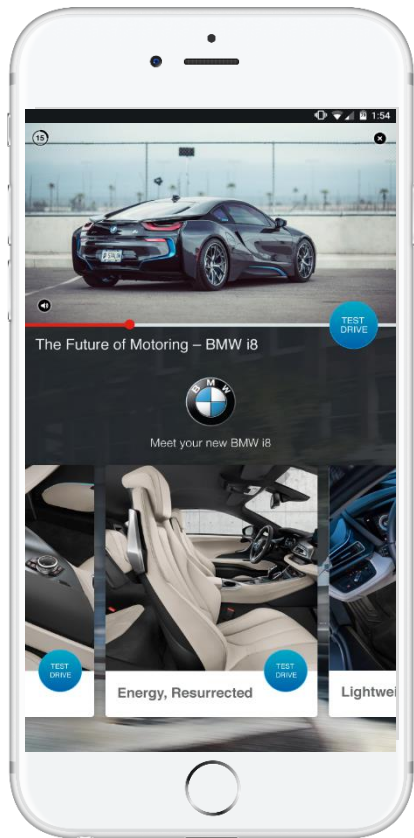 1:54
15
TEST
DRIVE
The Future of Motoring – BMW i8
BMW
Meet your new BMW i8
TEST
DRIVE
TEST
DRIVE
Energy, Resurrected
Lightwei